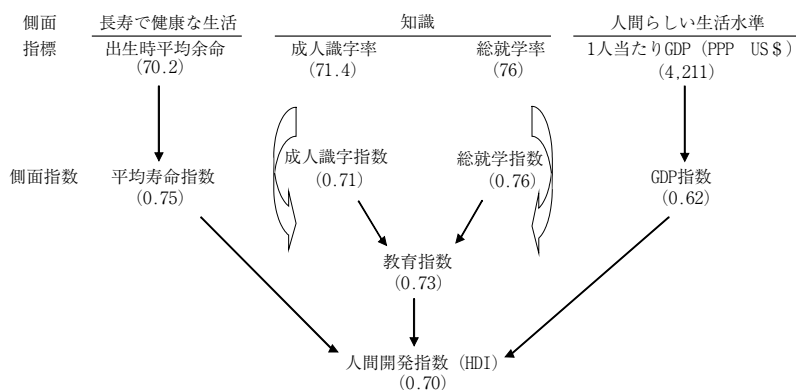 側面 長寿で健康な生活 知識 人間らしい生活水準
指標 出生時平均余命 成人識字率 総就学率 1人当たりGDP (PPP US＄)
(70.2) (71.4) (76) (4,211)
側面指数 平均寿命指数 成人識字指数 総就学指数 GDP指数
(0.75) (0.71) (0.76) (0.62)
教育指数
(0.73)
人間開発指数 (HDI)
(0.70)